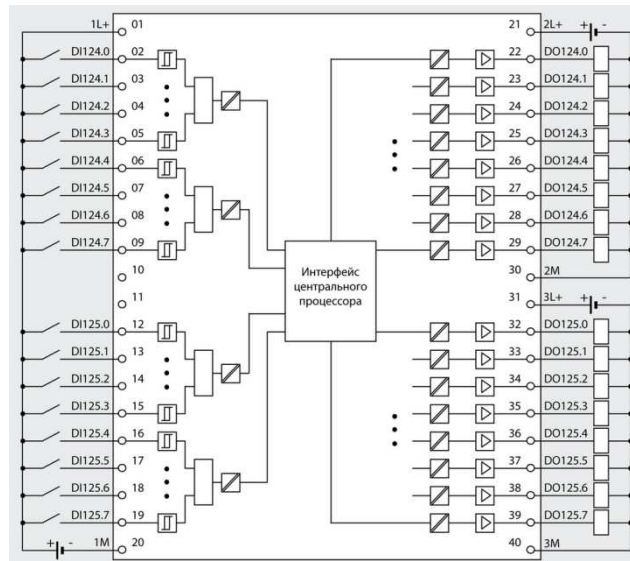 1L+ 01 21 2L+ + -
DI124.0 02 22 DO124.0
DI124.1 03 23 DO124.1
DI124.2 04 24 DO124.2
DI124.3 05 25 DO124.3
DI124.4 06 26 DO124.4
DI124.5 07 27 DO124.5
DI124.6 08 28 DO124.6
DI124.7 09 29 DO124.7
10 30 2M
Интерфейс
центрального
процессора
11 31 3L+ + -
DI125.0 12 32 DO125.0
DI125.1 13 33 DO125.1
DI125.2 14 34 DO125.2
DI125.3 15 35 DO125.3
DI125.4 16 36 DO125.4
DI125.5 17 37 DO125.5
DI125.6 18 38 DO125.6
DI125.7 19 39 DO125.7
+ - 1M 20 40 3M